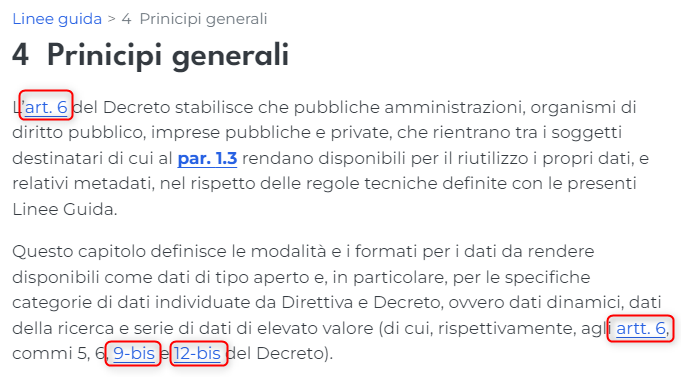 Linee guida > 4 Prinicipi generali
4 Prinicipi generali
L'art. 6 del Decreto stabilisce che pubbliche amministrazioni, organismi di
diritto pubblico, imprese pubbliche e private, che rientrano tra i soggetti
destinatari di cui al par. 1.3 rendano disponibili per il riutilizzo i propri dati, e
relativi metadati, nel rispetto delle regole tecniche definite con le presenti
Linee Guida.
Questo capitolo definisce le modalità e i formati per i dati da rendere
disponibili come dati di tipo aperto e, in particolare, per le specifiche
categorie di dati individuate da Direttiva e Decreto, ovvero dati dinamici, dati
della ricerca e serie di dati di elevato valore (di cui, rispettivamente, agli artt. 6,
commi 5, 6, 9-bis e 12-bis del Decreto).